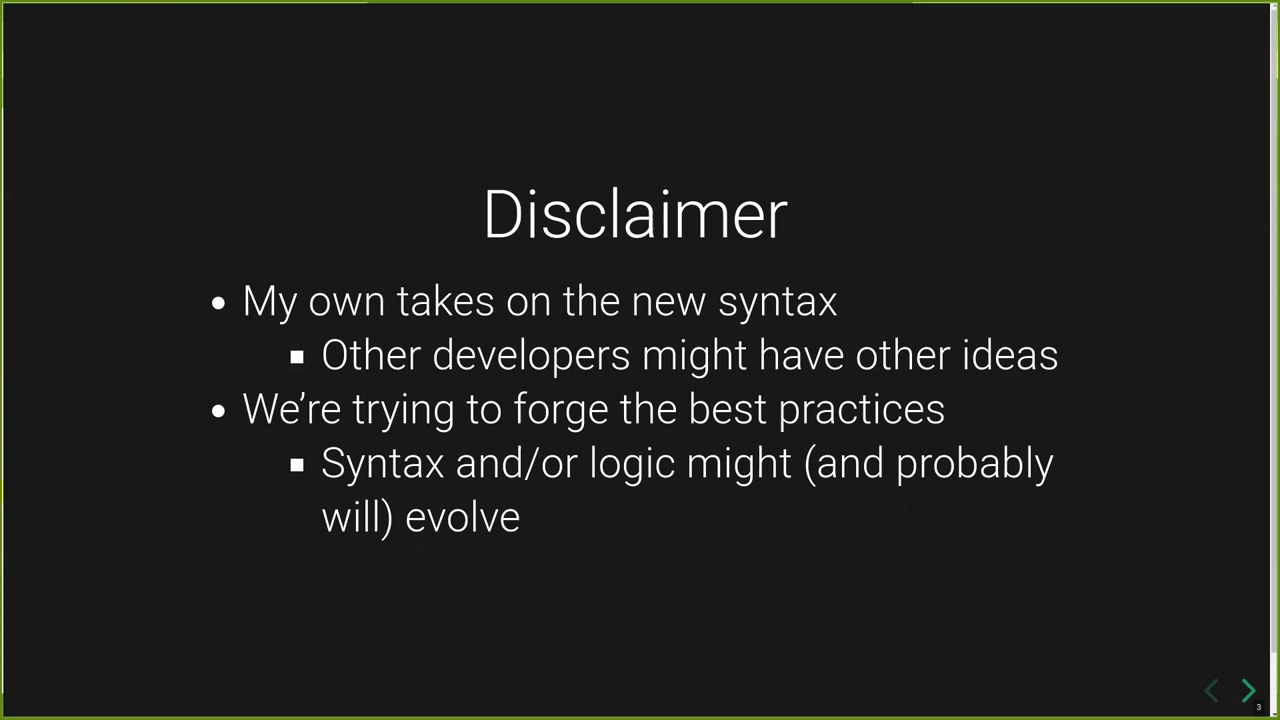 Disclaimer
• My own takes on the new syntax
▪ Other developers might have other ideas
• We’re trying to forge the best practices
▪ Syntax and/or logic might (and probably
will) evolve
3